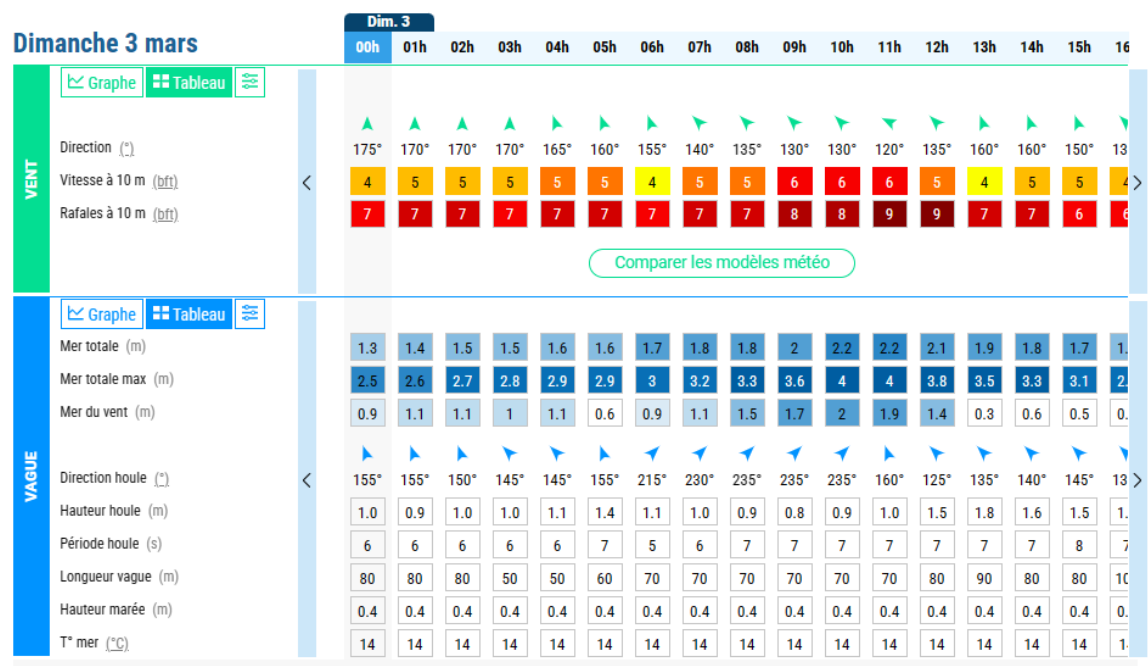 Dim. 3
Dimanche 3 mars 00h 01h 02h 03h 04h 05h 06h 07h 08h 09h 10h 11h 12h 13h 14h 15h 16
VENT
Graphe Tableau
Direction (°) 175° 170° 170° 170° 165° 160° 155° 140° 135° 130° 130° 120° 135° 160° 160° 150° 13
Vitesse à 10 m (bft) 4 5 5 5 5 5 4 5 5 6 6 6 5 4 5 5 4
Rafales à 10 m (bft) 7 7 7 7 7 7 7 7 7 8 8 9 9 7 7 6 6
Comparer les modèles météo
VAGUE
Graphe Tableau
Mer totale (m) 1.3 1.4 1.5 1.5 1.6 1.6 1.7 1.8 1.8 2 2.2 2.2 2.1 1.9 1.8 1.7 1.
Mer totale max (m) 2.5 2.6 2.7 2.8 2.9 2.9 3 3.2 3.3 3.6 4 4 3.8 3.5 3.3 3.1 2.
Mer du vent (m) 0.9 1.1 1.1 1 1.1 0.6 0.9 1.1 1.5 1.7 2 1.9 1.4 0.3 0.6 0.5 0.
Direction houle (°) 155° 155° 150° 145° 145° 155° 215° 230° 235° 235° 235° 160° 125° 135° 140° 145° 13
Hauteur houle (m) 1.0 0.9 1.0 1.0 1.1 1.4 1.1 1.0 0.9 0.8 0.9 1.0 1.5 1.8 1.6 1.5 1.
Période houle (s) 6 6 6 6 6 7 5 6 7 7 7 7 7 7 7 8 7
Longueur vague (m) 80 80 80 50 50 60 70 70 70 70 70 70 80 90 80 80 10
Hauteur marée (m) 0.4 0.4 0.4 0.4 0.4 0.4 0.4 0.4 0.4 0.4 0.4 0.4 0.4 0.4 0.4 0.4 0.
T° mer (°C) 14 14 14 14 14 14 14 14 14 14 14 14 14 14 14 14 1